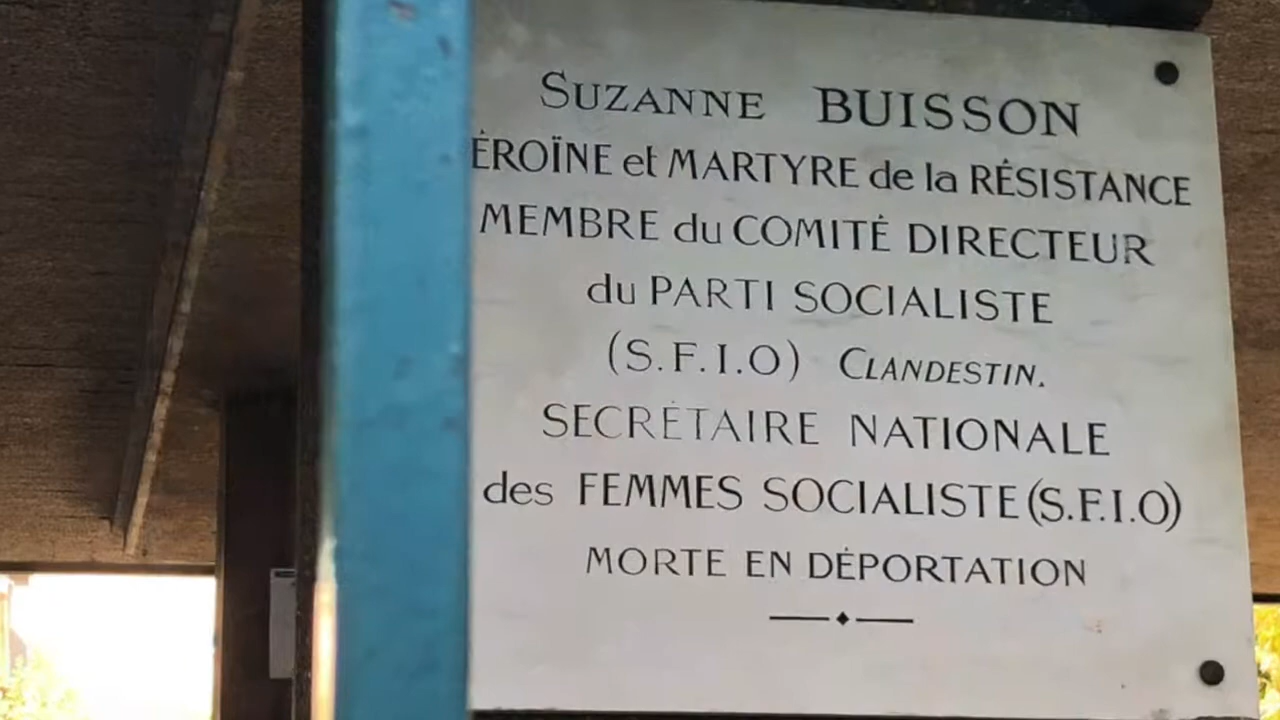 Suzanne BUISSON
ÉROÏNE et MARTYRE de la RÉSISTANCE
MEMBRE du COMITÉ DIRECTEUR
du PARTI SOCIALISTE
(S.F.I.O) CLANDESTIN.
SECRÉTAIRE NATIONALE
des FEMMES SOCIALISTE (S.F.I.O)
MORTE EN DÉPORTATION